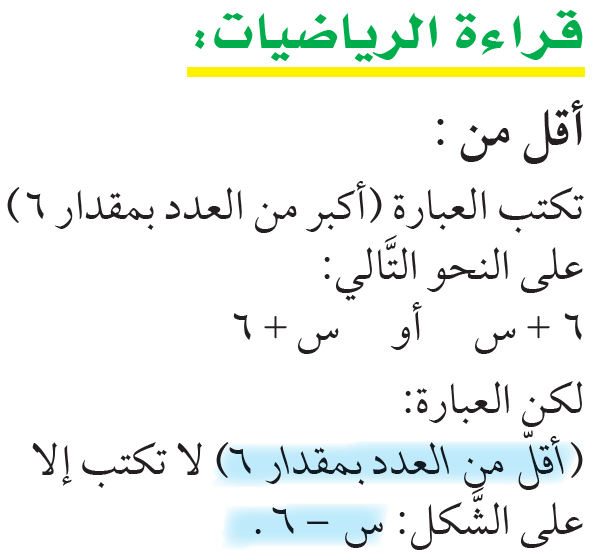 قراءة الرياضيات:
أقل من :
تكتب العبارة (أكبر من العدد بمقدار ٦)
على النحو التَّالي:
٦ + س أو س + ٦
لكن العبارة:
(أقلّ من العدد بمقدار ٦) لا تكتب إلا
على الشَّكل: س – ٦ .